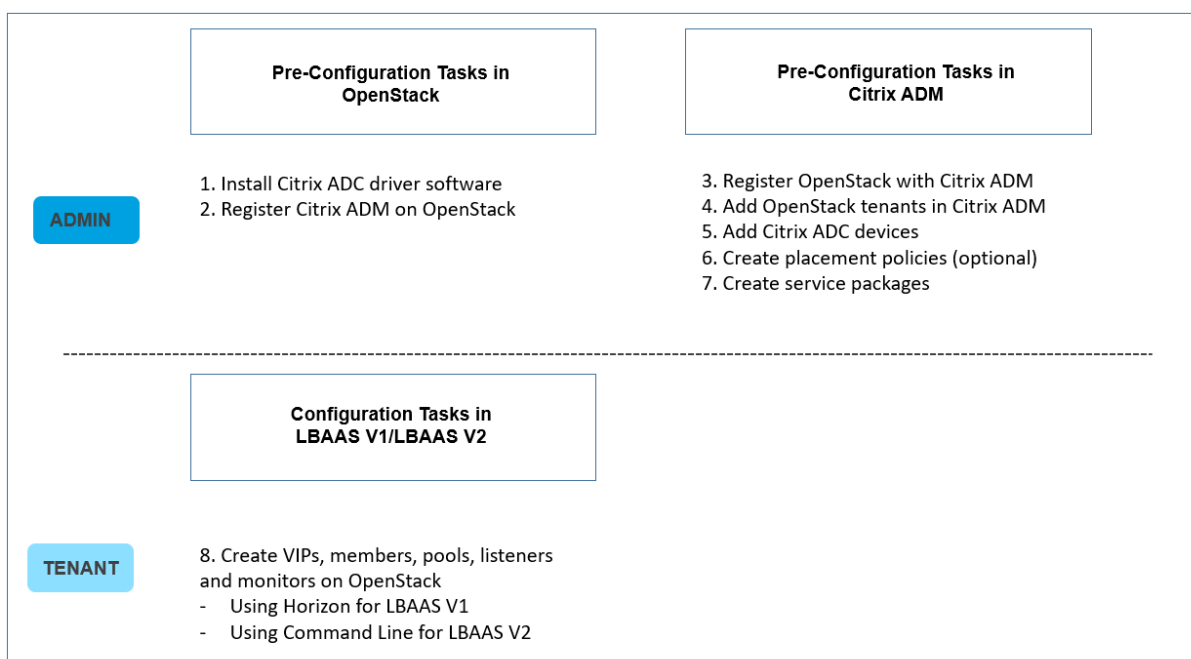 Pre-Configuration Tasks in
OpenStack
Pre-Configuration Tasks in
Citrix ADM
ADMIN
1. Install Citrix ADC driver software
2. Register Citrix ADM on OpenStack
3. Register OpenStack with Citrix ADM
4. Add OpenStack tenants in Citrix ADM
5. Add Citrix ADC devices
6. Create placement policies (optional)
7. Create service packages
Configuration Tasks in
LBAAS V1/LBAAS V2
TENANT
8. Create VIPs, members, pools, listeners
and monitors on OpenStack
- Using Horizon for LBAAS V1
- Using Command Line for LBAAS V2